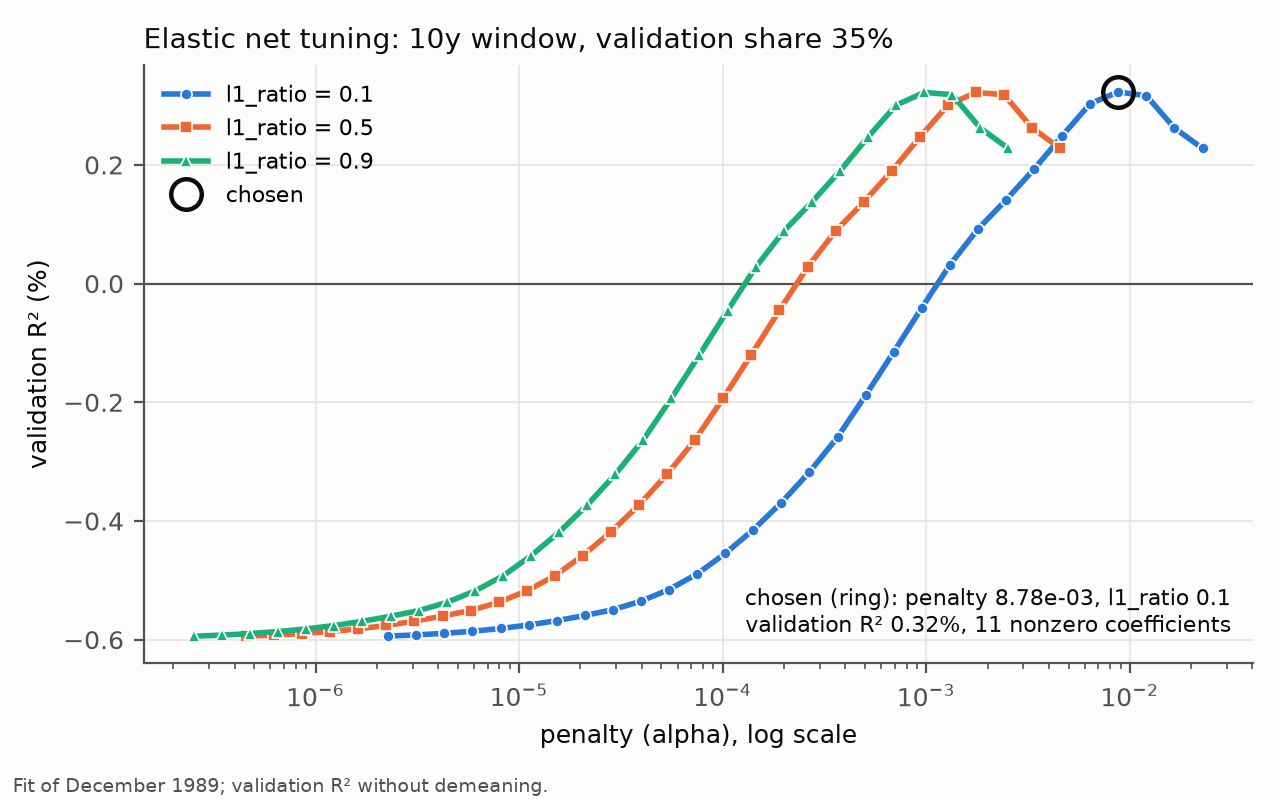 Elastic net tuning: 10y window, validation share 35%
l1_ratio = 0.1
l1_ratio = 0.5
l1_ratio = 0.9
chosen
validation R² (%)
0.2
0.0
−0.2
−0.4
−0.6
chosen (ring): penalty 8.78e-03, l1_ratio 0.1
validation R² 0.32%, 11 nonzero coefficients
10⁻⁶ 10⁻⁵ 10⁻⁴ 10⁻³ 10⁻²
penalty (alpha), log scale
Fit of December 1989; validation R² without demeaning.